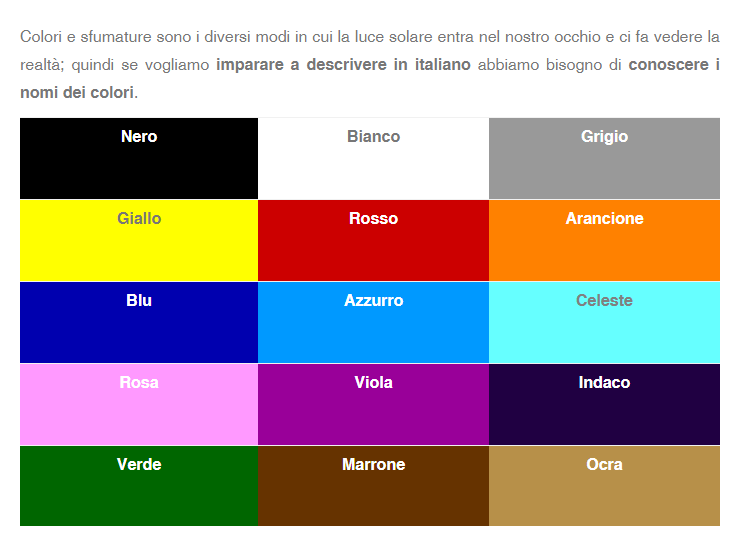 Colori e sfumature sono i diversi modi in cui la luce solare entra nel nostro occhio e ci fa vedere la
realtà; quindi se vogliamo imparare a descrivere in italiano abbiamo bisogno di conoscere i
nomi dei colori.
Nero Bianco Grigio
Giallo Rosso Arancione
Blu Azzurro Celeste
Rosa Viola Indaco
Verde Marrone Ocra